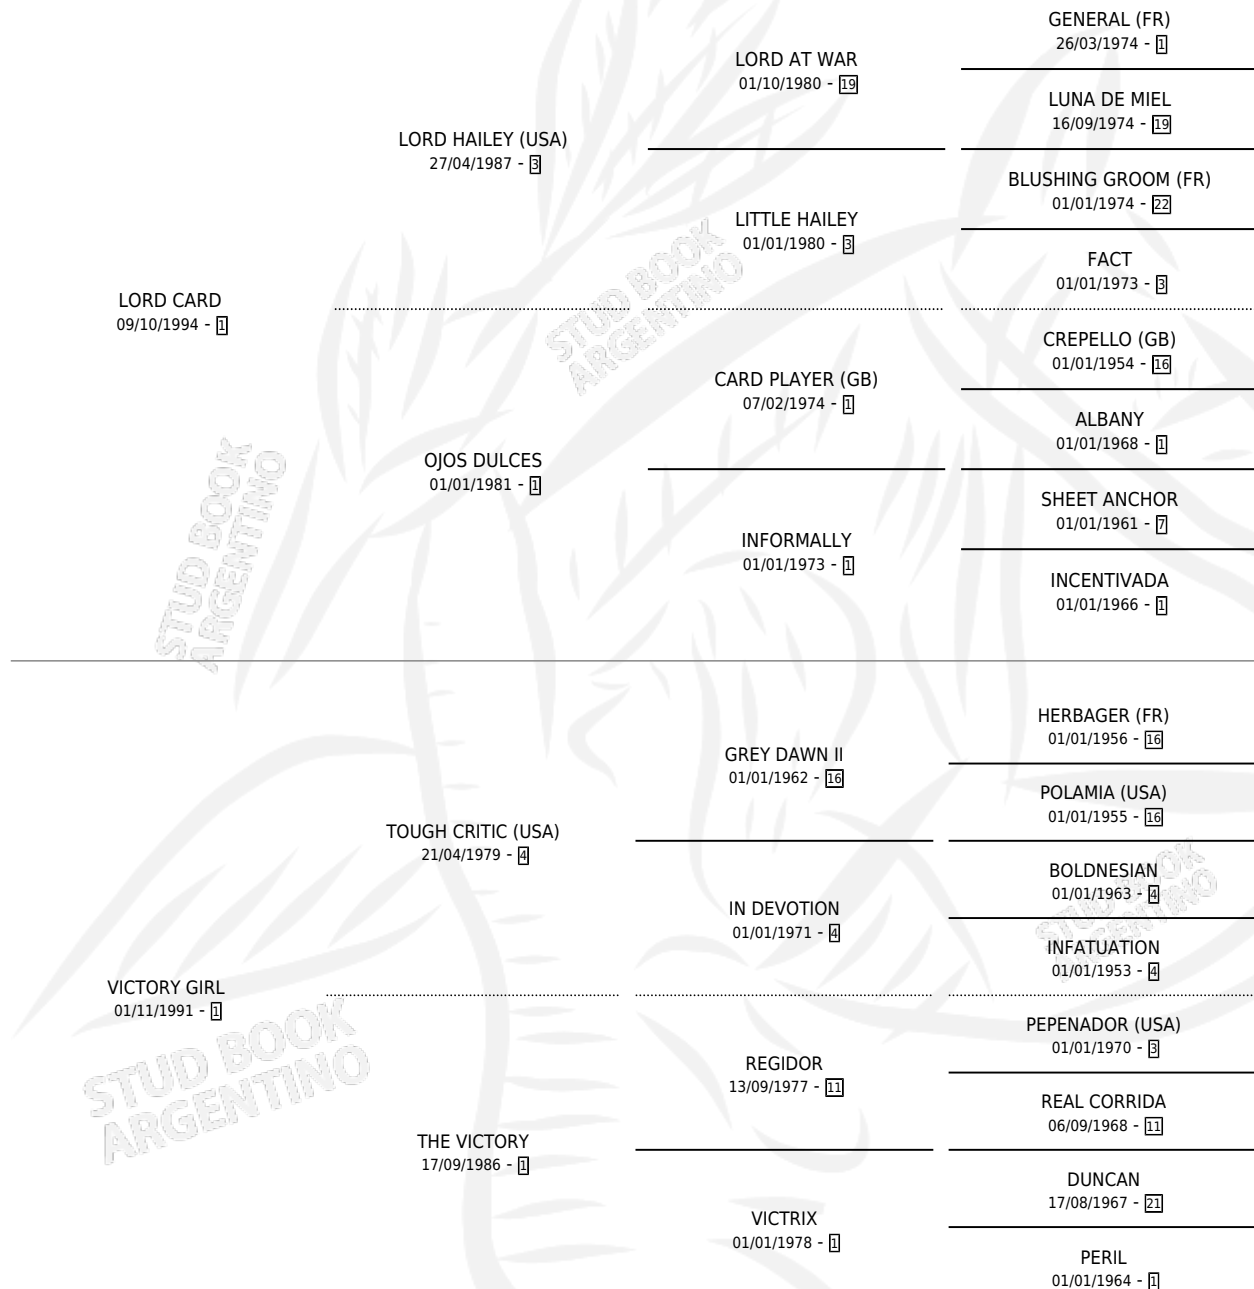 GENERAL (FR)
26/03/1974 - 1
LORD AT WAR
01/10/1980 - 19
LUNA DE MIEL
16/09/1974 - 19
LORD HAILEY (USA)
27/04/1987 - 3
BLUSHING GROOM (FR)
01/01/1974 - 22
LITTLE HAILEY
01/01/1980 - 3
FACT
01/01/1973 - 3
LORD CARD
09/10/1994 - 1
CREPELLO (GB)
01/01/1954 - 16
CARD PLAYER (GB)
07/02/1974 - 1
ALBANY
01/01/1968 - 1
OJOS DULCES
01/01/1981 - 1
SHEET ANCHOR
01/01/1961 - 7
INFORMALLY
01/01/1973 - 1
INCENTIVADA
01/01/1966 - 1
HERBAGER (FR)
01/01/1956 - 16
GREY DAWN II
01/01/1962 - 16
POLAMIA (USA)
01/01/1955 - 16
TOUGH CRITIC (USA)
21/04/1979 - 4
BOLDNESIAN
01/01/1963 - 4
IN DEVOTION
01/01/1971 - 4
INFATUATION
01/01/1953 - 4
VICTORY GIRL
01/11/1991 - 1
PEPENADOR (USA)
01/01/1970 - 3
REGIDOR
13/09/1977 - 11
REAL CORRIDA
06/09/1968 - 11
THE VICTORY
17/09/1986 - 1
DUNCAN
17/08/1967 - 21
VICTRIX
01/01/1978 - 1
PERIL
01/01/1964 - 1
STUD BOOK
ARGENTINO
STUD BOOK
ARGENTINO
STUD BOOK
ARGENTINO
STUD BOOK
ARGENTINO